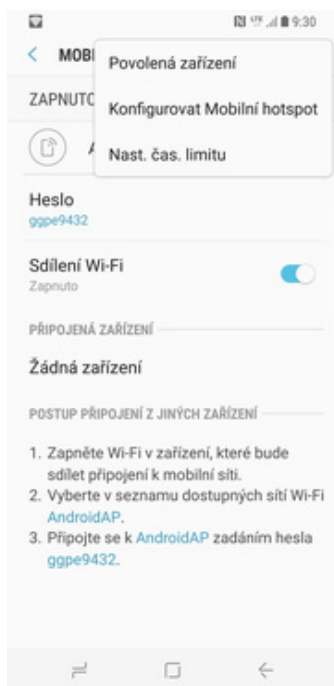 9:30
MOBI
Povolená zařízení
ZAPNUTO
Konfigurovat Mobilní hotspot
A
Nast. čas. limitu
Heslo
ggpe9432
Sdílení Wi-Fi
Zapnuto
PŘIPOJENÁ ZAŘÍZENÍ
Žádná zařízení
POSTUP PŘIPOJENÍ Z JINÝCH ZAŘÍZENÍ
1. Zapněte Wi-Fi v zařízení, které bude
sdílet připojení k mobilní síti.
2. Vyberte v seznamu dostupných sítí Wi-Fi
AndroidAP.
3. Připojte se k AndroidAP zadáním hesla
ggpe9432.